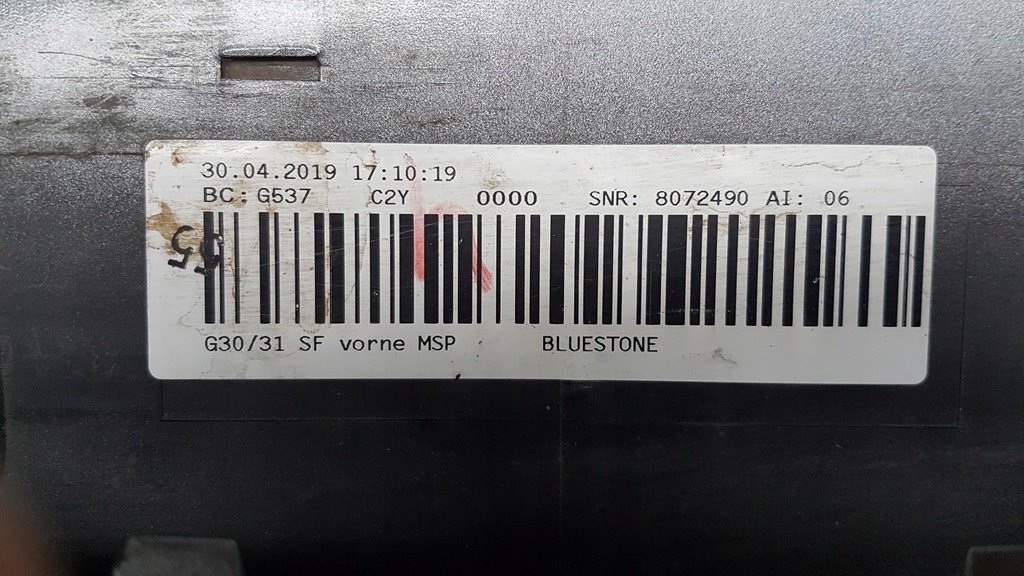 30.04.2019 17:10:19
BC: G537 C2Y 0000 SNR: 8072490 AI: 06
55
G30/31 SF vorne MSP BLUESTONE